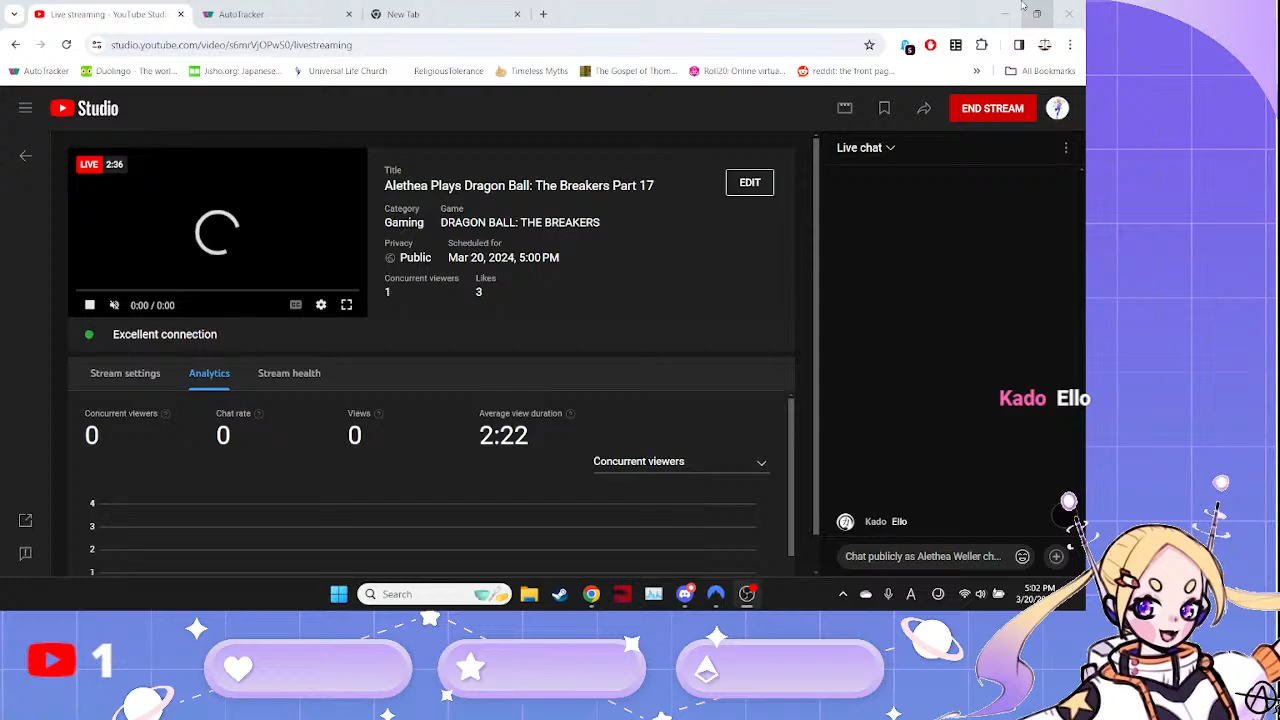 Live streaming - YouTube Studi
AutoTracker
New Tab
AutoTracker
Duolingo - The worl...
Jisho.org: Japanese...
Universal Life Church
ReligiousTolerance
Timeless Myths
The Gospel of Thom...
Roll20: Online virtua...
reddit: the front pag...
All Bookmarks
Studio
END STREAM
LIVE 2:36
Title
Alethea Plays Dragon Ball: The Breakers Part 17
EDIT
Category Game
Gaming DRAGON BALL: THE BREAKERS
Privacy Scheduled for
Public Mar 20, 2024, 5:00 PM
Concurrent viewers Likes
1 3
0:00 / 0:00
Excellent connection
Stream settings Analytics Stream health
Concurrent viewers Chat rate Views Average view duration
0 0 0 2:22
Concurrent viewers
4
3
2
1
Live chat
Kado Ello
Kado Ello
Chat publicly as Alethea Weller ch...
Search
5:02 PM
3/20/20
1